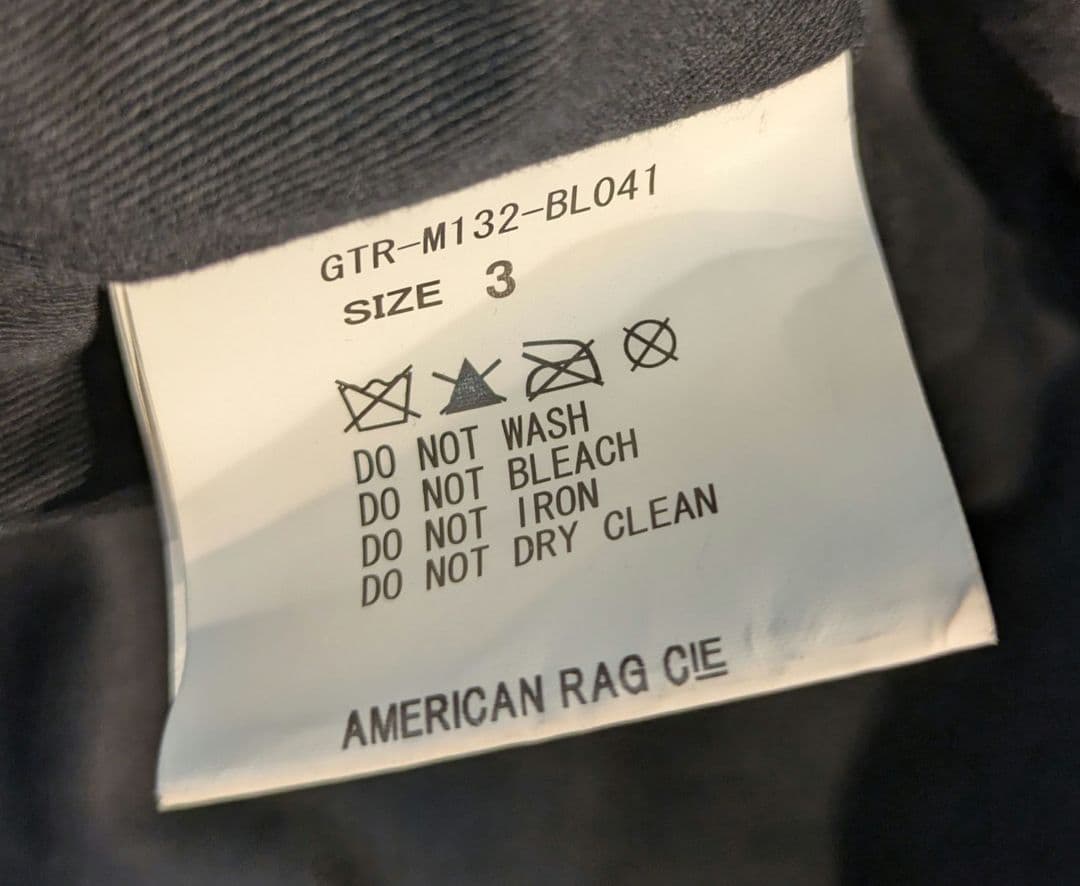 GTR-M132-BL041
SIZE 3
DO NOT WASH
DO NOT BLEACH
DO NOT IRON
DO NOT DRY CLEAN
AMERICAN RAG CIE